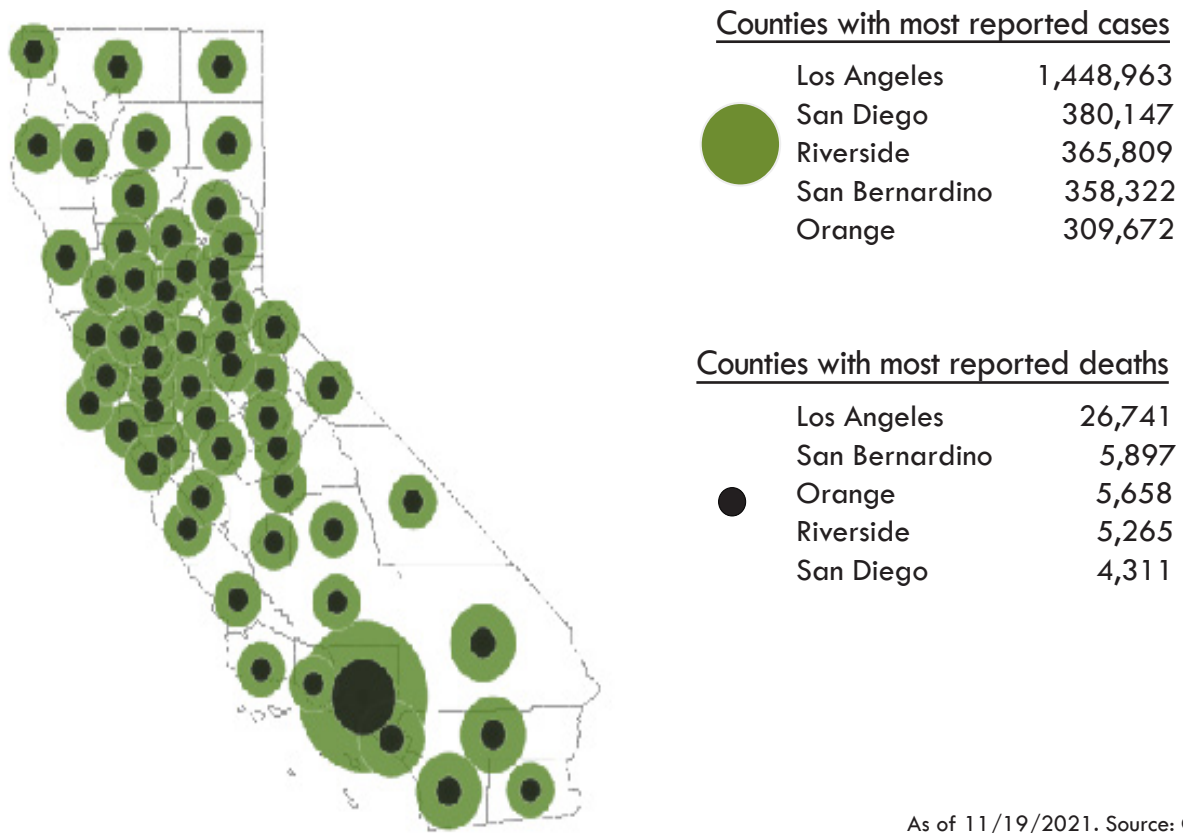 Counties with most reported cases
Los Angeles 1,448,963
San Diego 380,147
Riverside 365,809
San Bernardino 358,322
Orange 309,672
Counties with most reported deaths
Los Angeles 26,741
San Bernardino 5,897
Orange 5,658
Riverside 5,265
San Diego 4,311
As of 11/19/2021. Source: